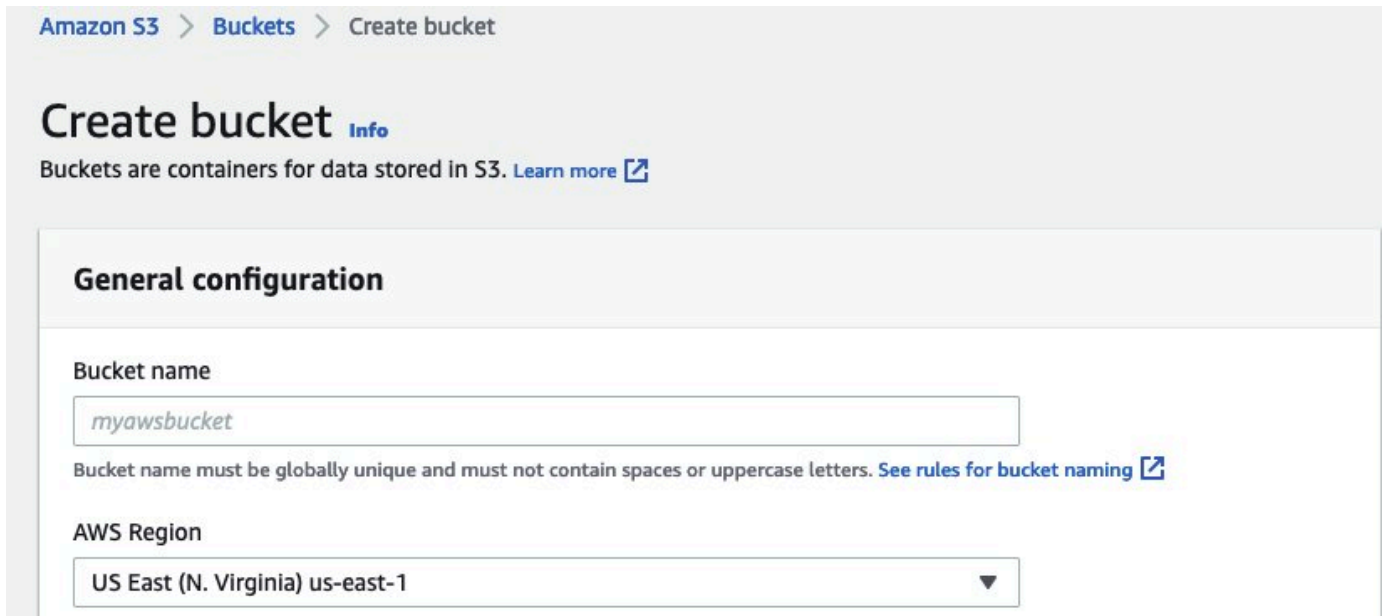 Amazon S3 > Buckets > Create bucket
Create bucket Info
Buckets are containers for data stored in S3. Learn more
General configuration
Bucket name
myawsbucket
Bucket name must be globally unique and must not contain spaces or uppercase letters. See rules for bucket naming
AWS Region
US East (N. Virginia) us-east-1